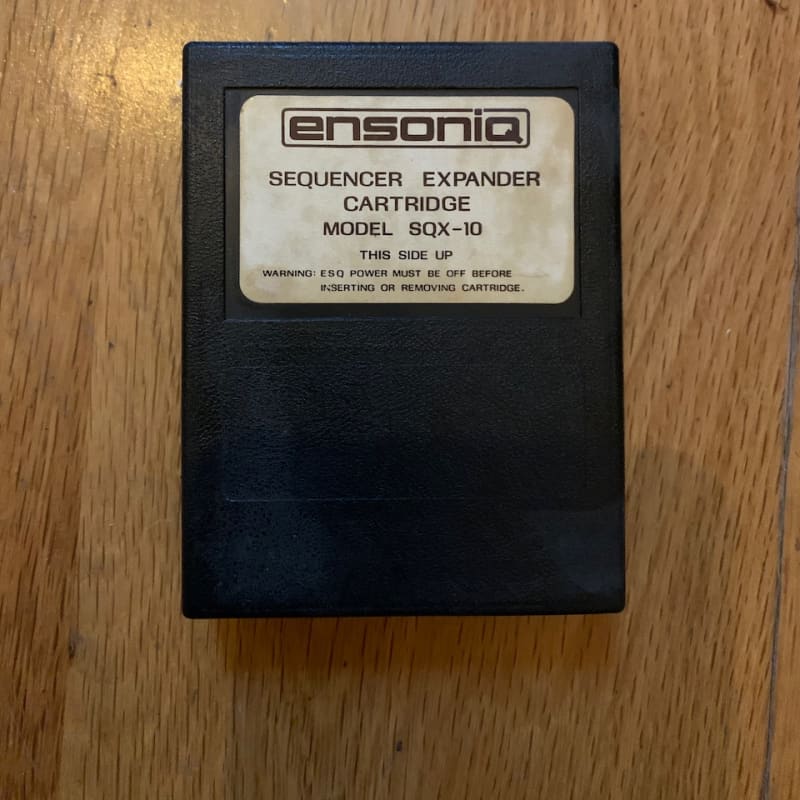 ensoniq
SEQUENCER EXPANDER
CARTRIDGE
MODEL SQX-10
THIS SIDE UP
WARNING: ESQ POWER MUST BE OFF BEFORE
INSERTING OR REMOVING CARTRIDGE.